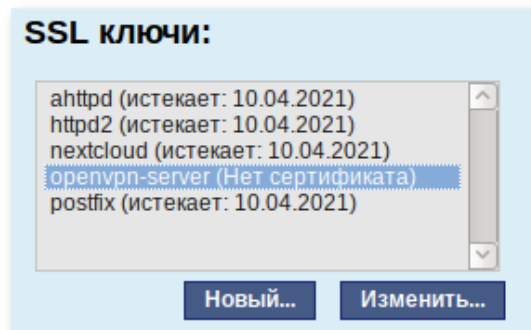 SSL ключи:
ahttpd (истекает: 10.04.2021)
httpd2 (истекает: 10.04.2021)
nextcloud (истекает: 10.04.2021)
openvpn-server (Нет сертификата)
postfix (истекает: 10.04.2021)
Новый... Изменить...